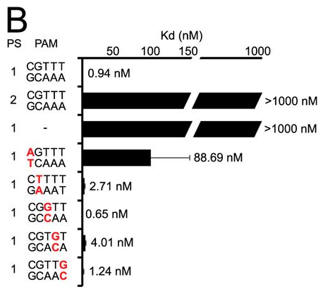 B
Kd (nM)
PS PAM 50 100 150 1000
1 CGTTT
GCAAA 0.94 nM
2 CGTTT
GCAAA >1000 nM
1 - >1000 nM
1 AGTTT
TCAAA 88.69 nM
1 CTTTT
GAAAT 2.71 nM
1 CGGTT
GCCAA 0.65 nM
1 CGTGT
GCACA 4.01 nM
1 CGTTG
GCAAC 1.24 nM